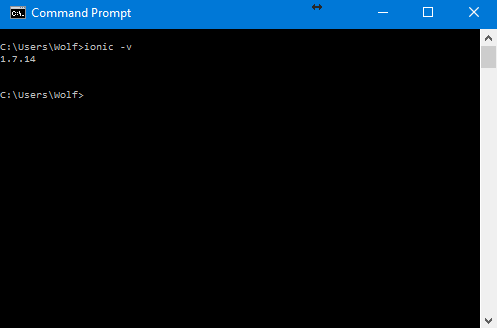 Command Prompt
C:\Users\Wolf>ionic -v
1.7.14
C:\Users\Wolf>